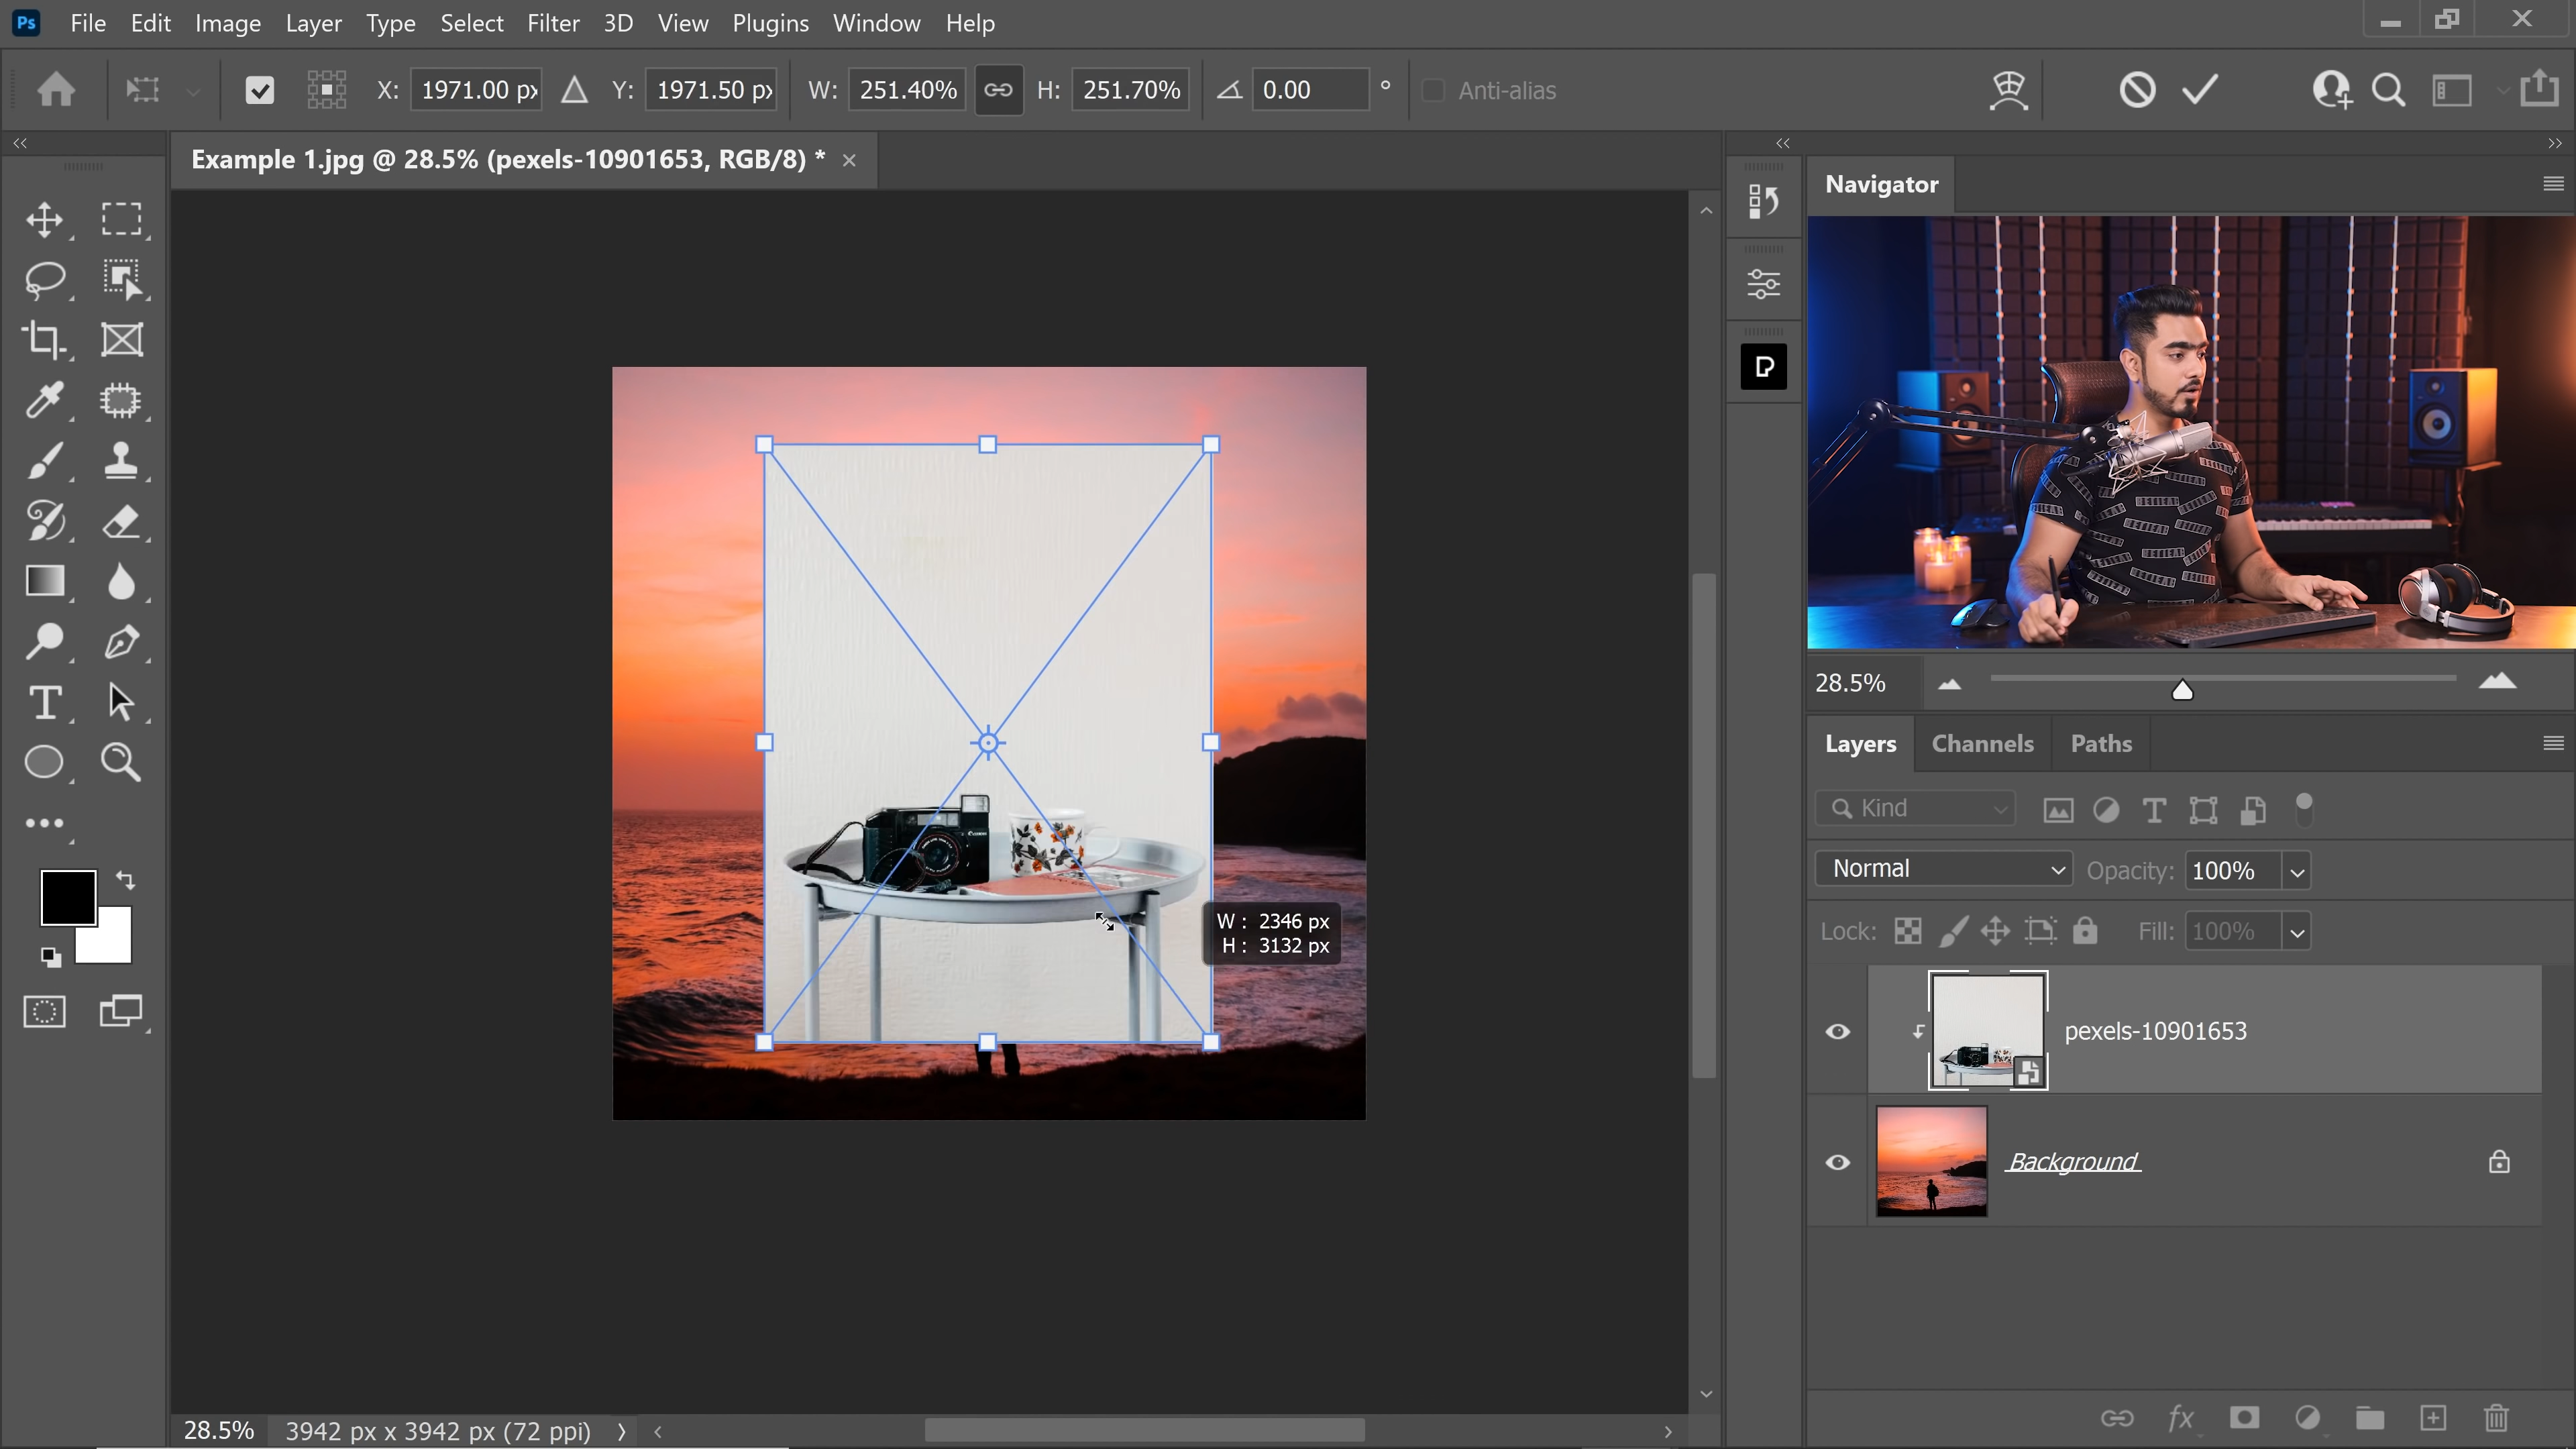 Ps File Edit Image Layer Type Select Filter 3D View Plugins Window Help
X: 1971.00 px Y: 1971.50 px W: 251.40% H: 251.70% 0.00 ° Anti-alias
Example 1.jpg @ 28.5% (pexels-10901653, RGB/8) * ×
Navigator
28.5%
Layers Channels Paths
Kind
Normal Opacity: 100%
Lock: Fill: 100%
W : 2346 px
H : 3132 px
pexels-10901653
Background
fx
28.5% 3942 px x 3942 px (72 ppi)